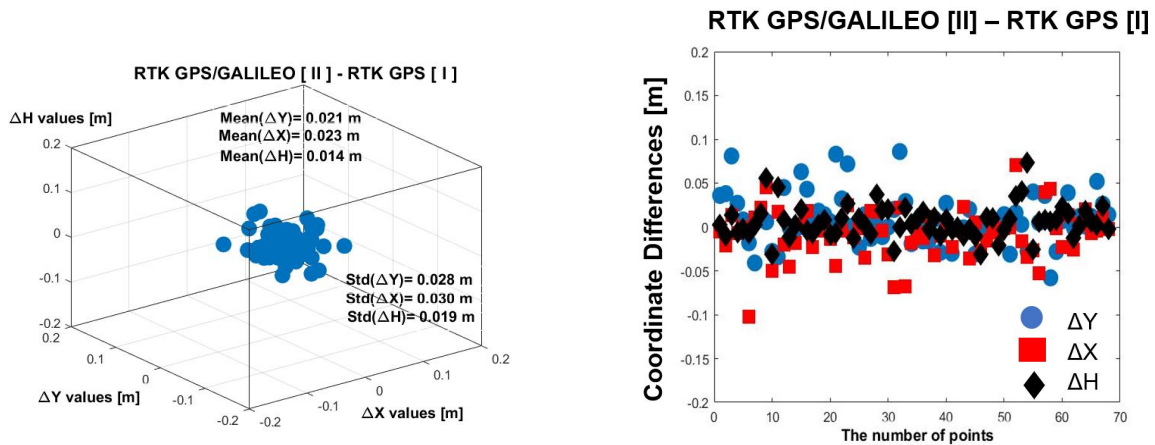 RTK GPS/GALILEO [ II ] - RTK GPS [ I ]
ΔH values [m]
Mean(ΔY)= 0.021 m
Mean(ΔX)= 0.023 m
Mean(ΔH)= 0.014 m
0.2
0.1
0
-0.1
-0.2
Std(ΔY)= 0.028 m
Std(ΔX)= 0.030 m
Std(ΔH)= 0.019 m
0.2
0.1
0
-0.1
-0.2
ΔY values [m]
-0.2
-0.1
0
0.1
0.2
ΔX values [m]
RTK GPS/GALILEO [II] – RTK GPS [I]
Coordinate Differences [m]
0.2
0.15
0.1
0.05
0
-0.05
-0.1
-0.15
-0.2
ΔY
ΔX
ΔH
0 10 20 30 40 50 60 70
The number of points